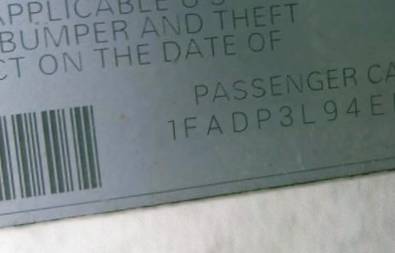 APPLICABLE U S
BUMPER AND THEFT
CT ON THE DATE OF
PASSENGER CA
1FADP3L94E